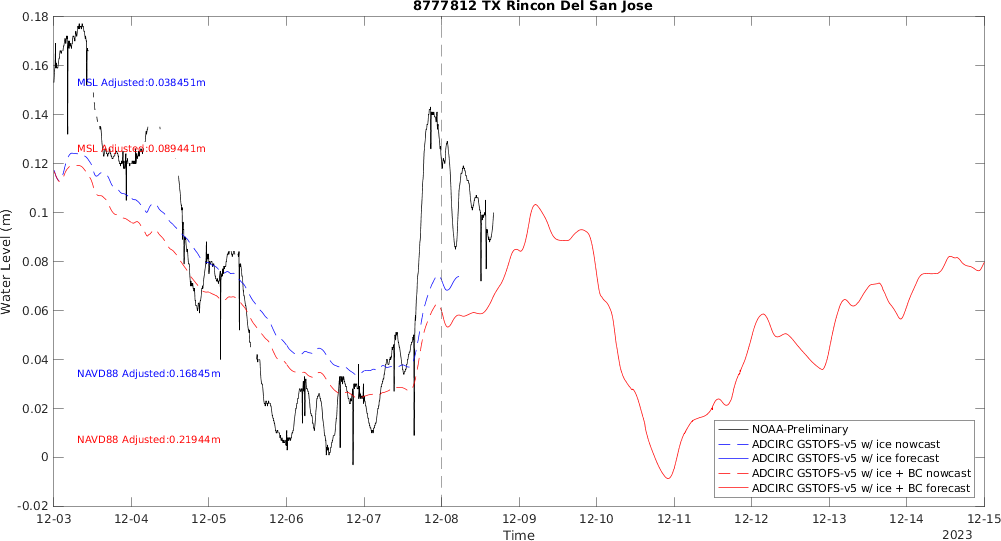 8777812 TX Rincon Del San Jose
0.18
0.16
0.14
0.12
0.1
0.08
0.06
0.04
0.02
0
-0.02
Water Level (m)
MSL Adjusted:0.038451m
MSL Adjusted:0.089441m
NAVD88 Adjusted:0.16845m
NAVD88 Adjusted:0.21944m
NOAA-Preliminary
ADCIRC GSTOFS-v5 w/ ice nowcast
ADCIRC GSTOFS-v5 w/ ice forecast
ADCIRC GSTOFS-v5 w/ ice + BC nowcast
ADCIRC GSTOFS-v5 w/ ice + BC forecast
12-03 12-04 12-05 12-06 12-07 12-08 12-09 12-10 12-11 12-12 12-13 12-14 12-15
Time
2023